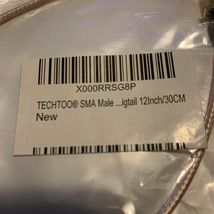 X000RRSG8P
TECHTOO® SMA Male ...igtail 12Inch/30CM
New